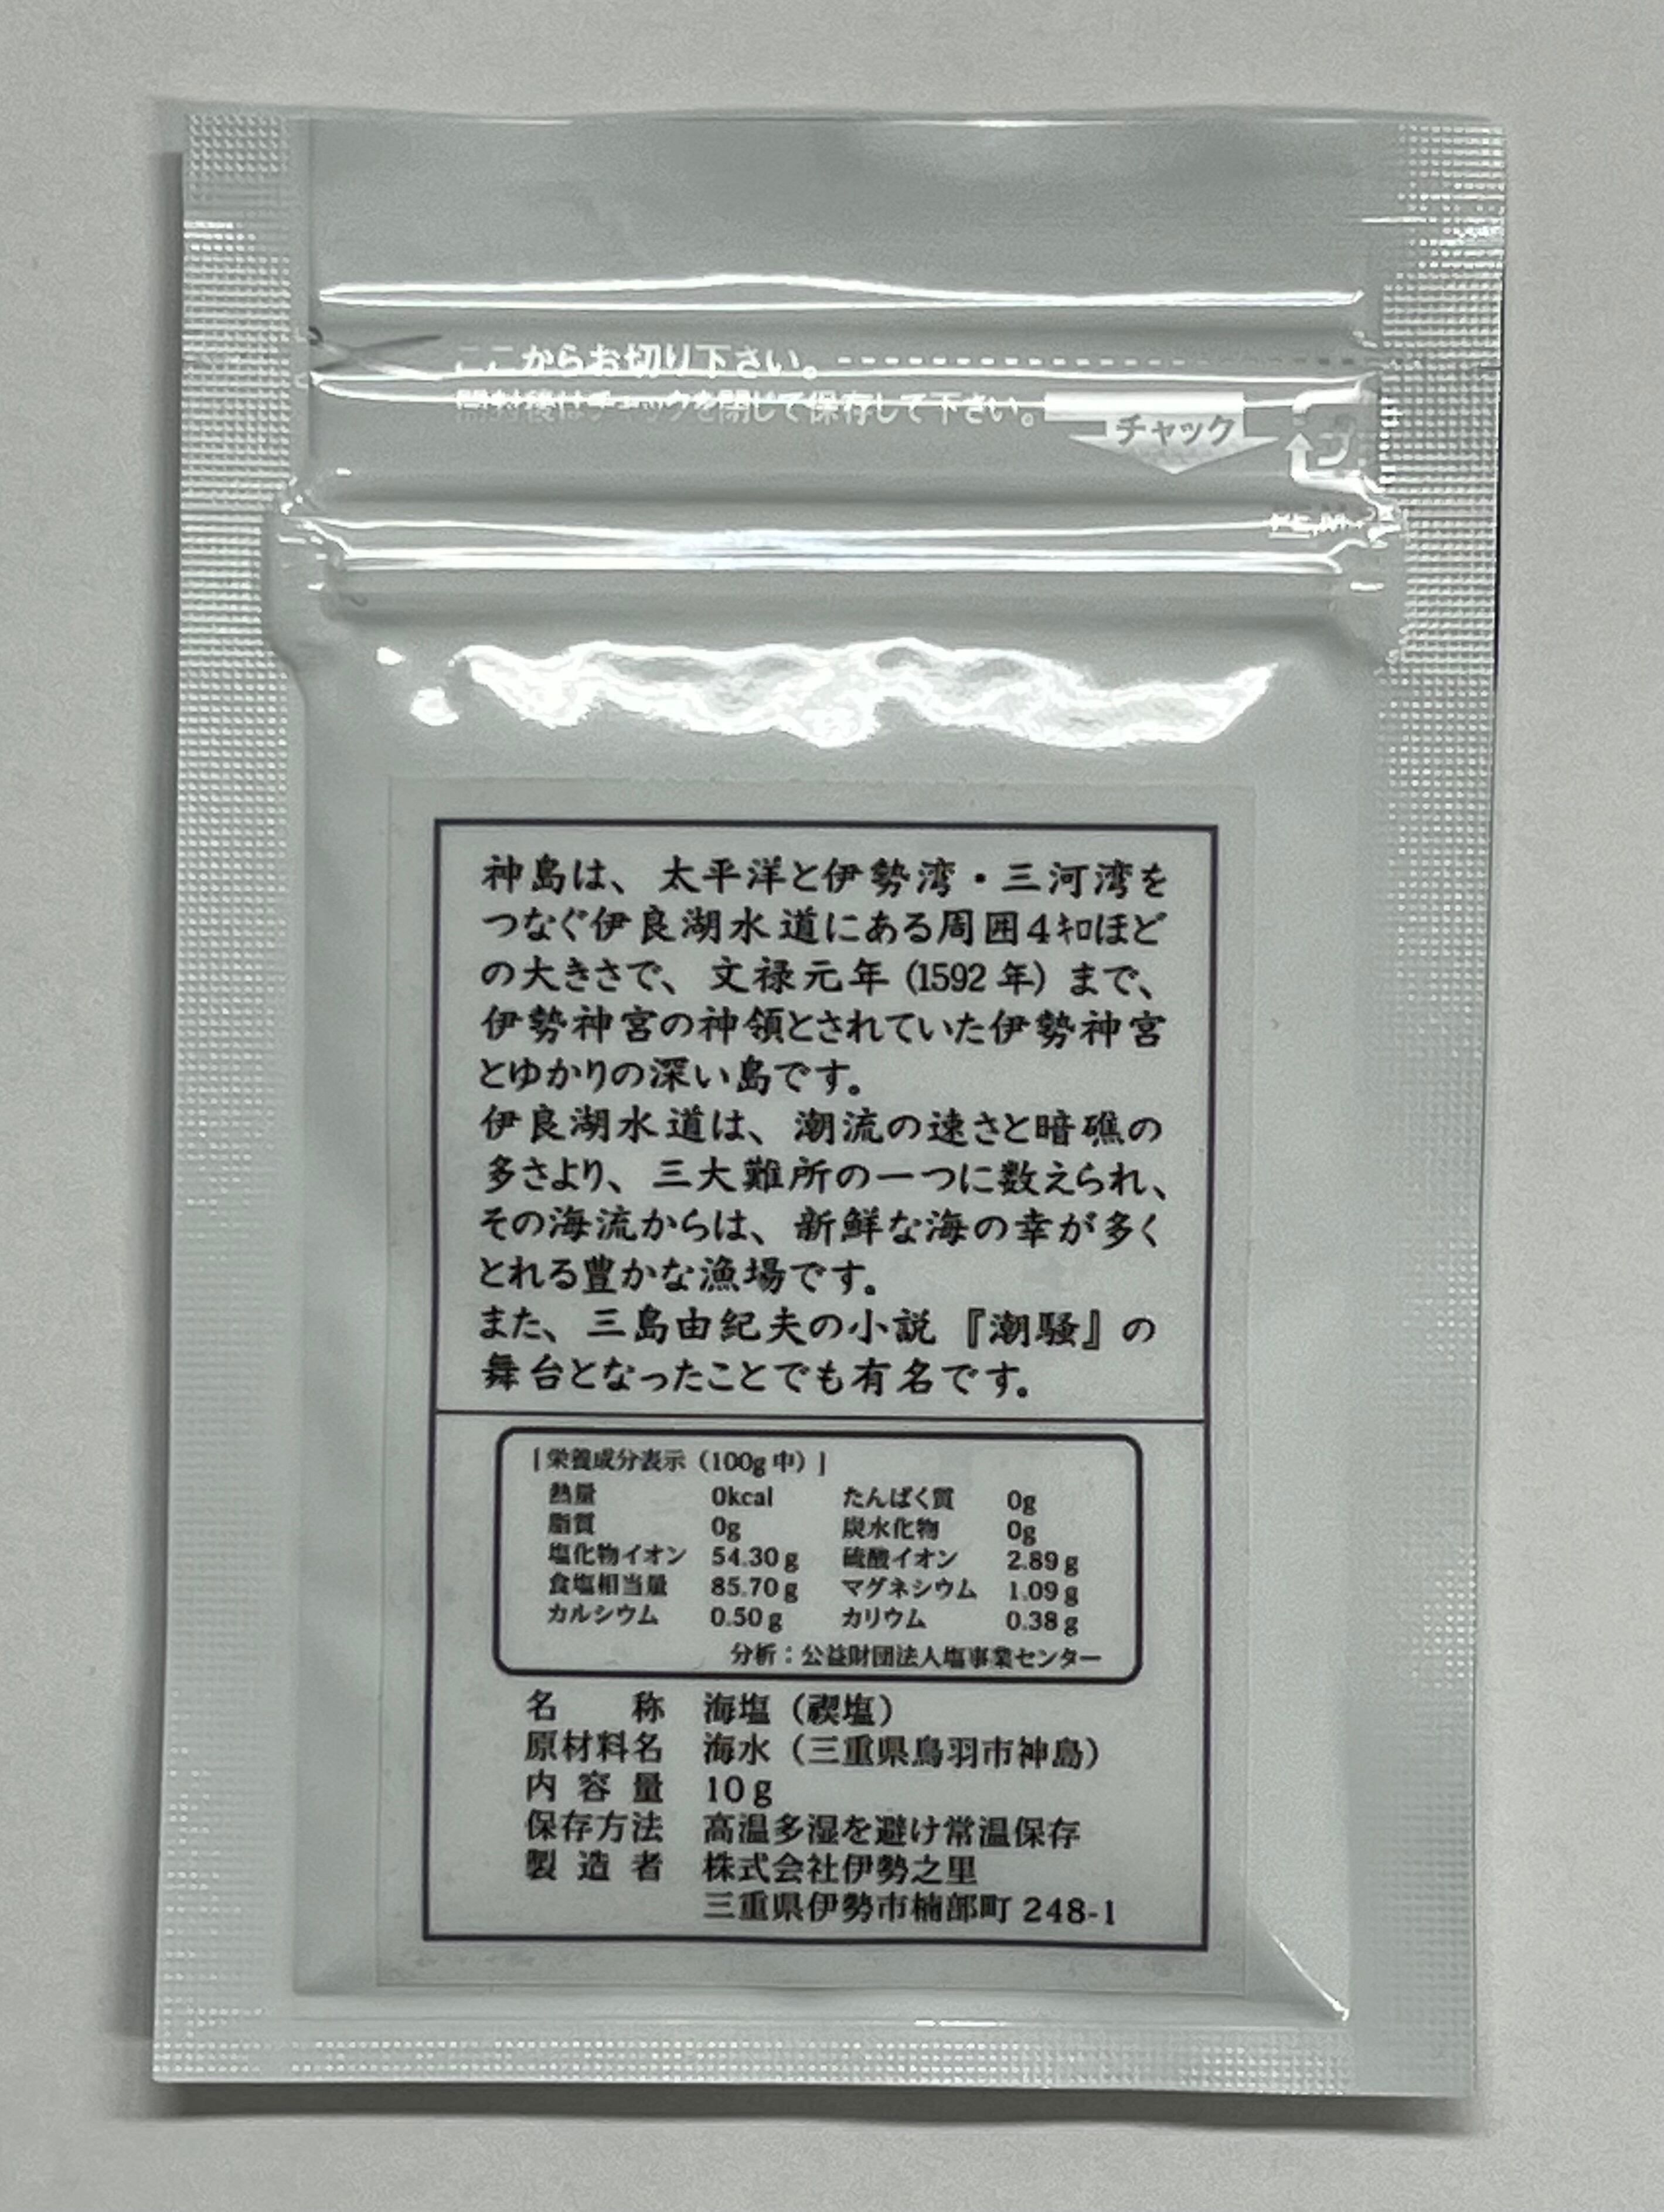 ここからお切り下さい。
開封後はチャックを閉じて保存して下さい。
チャック
プ
PE,M
神島は、太平洋と伊勢湾・三河湾を
つなぐ伊良湖水道にある周囲4㌔ほど
の大きさで、文禄元年(1592年)まで、
伊勢神宮の神領とされていた伊勢神宮
とゆかりの深い島です。
伊良湖水道は、潮流の速さと暗礁の
多さより、三大難所の一つに数えられ、
その海流からは、新鮮な海の幸が多く
とれる豊かな漁場です。
また、三島由紀夫の小説『潮騒』の
舞台となったことでも有名です。
[栄養成分表示(100g中)]
熱量 0kcal たんぱく質 0g
脂質 0g 炭水化物 0g
塩化物イオン 54.30g 硫酸イオン 2.89g
食塩相当量 85.70g マグネシウム 1.09g
カルシウム 0.50g カリウム 0.38g
分析：公益財団法人塩事業センター
名称 海塩（禊塩）
原材料名 海水（三重県鳥羽市神島）
内容量 10g
保存方法 高温多湿を避け常温保存
製造者 株式会社伊勢之里
三重県伊勢市楠部町 248-1